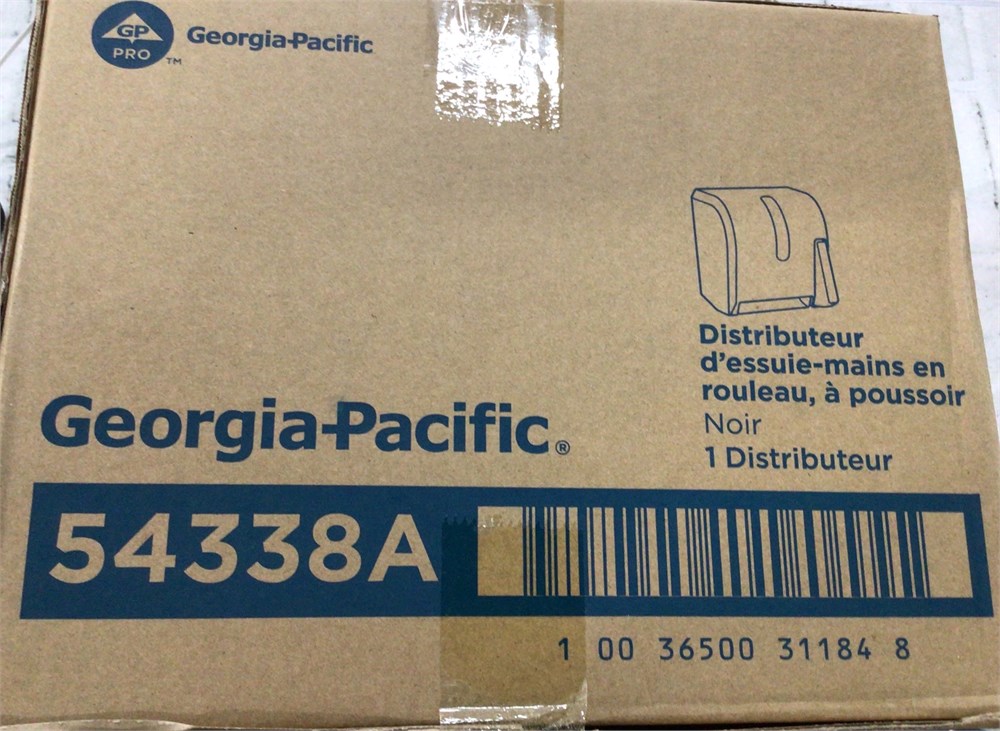 GP
PRO
TM
Georgia-Pacific
Distributeur
d'essuie-mains en
rouleau, à poussoir
Noir
1 Distributeur
Georgia-Pacific®
54338A
1 00 36500 31184 8